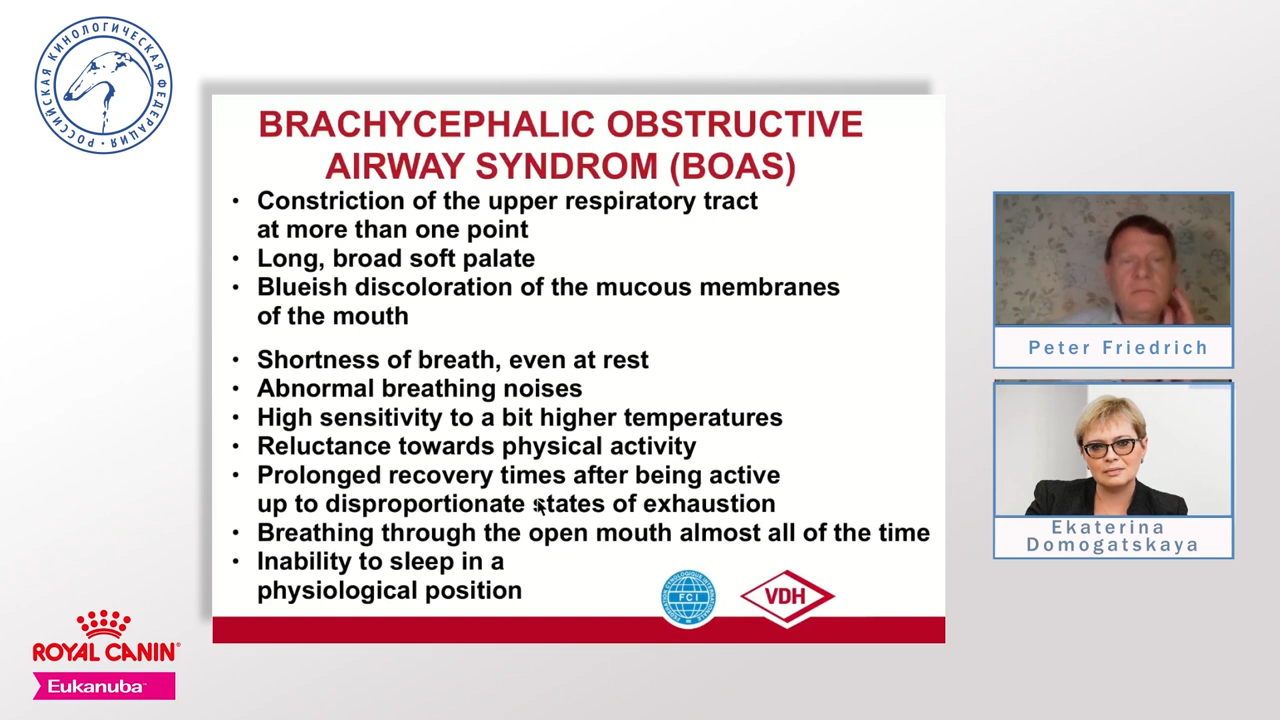 РОССИЙСКАЯ КИНОЛОГИЧЕСКАЯ ФЕДЕРАЦИЯ
BRACHYCEPHALIC OBSTRUCTIVE
AIRWAY SYNDROM (BOAS)
• Constriction of the upper respiratory tract
at more than one point
• Long, broad soft palate
• Blueish discoloration of the mucous membranes
of the mouth
• Shortness of breath, even at rest
• Abnormal breathing noises
• High sensitivity to a bit higher temperatures
• Reluctance towards physical activity
• Prolonged recovery times after being active
up to disproportionate states of exhaustion
• Breathing through the open mouth almost all of the time
• Inability to sleep in a
physiological position
FCI
VDH
Peter Friedrich
Ekaterina
Domogatskaya
ROYAL CANIN®
Eukanuba™